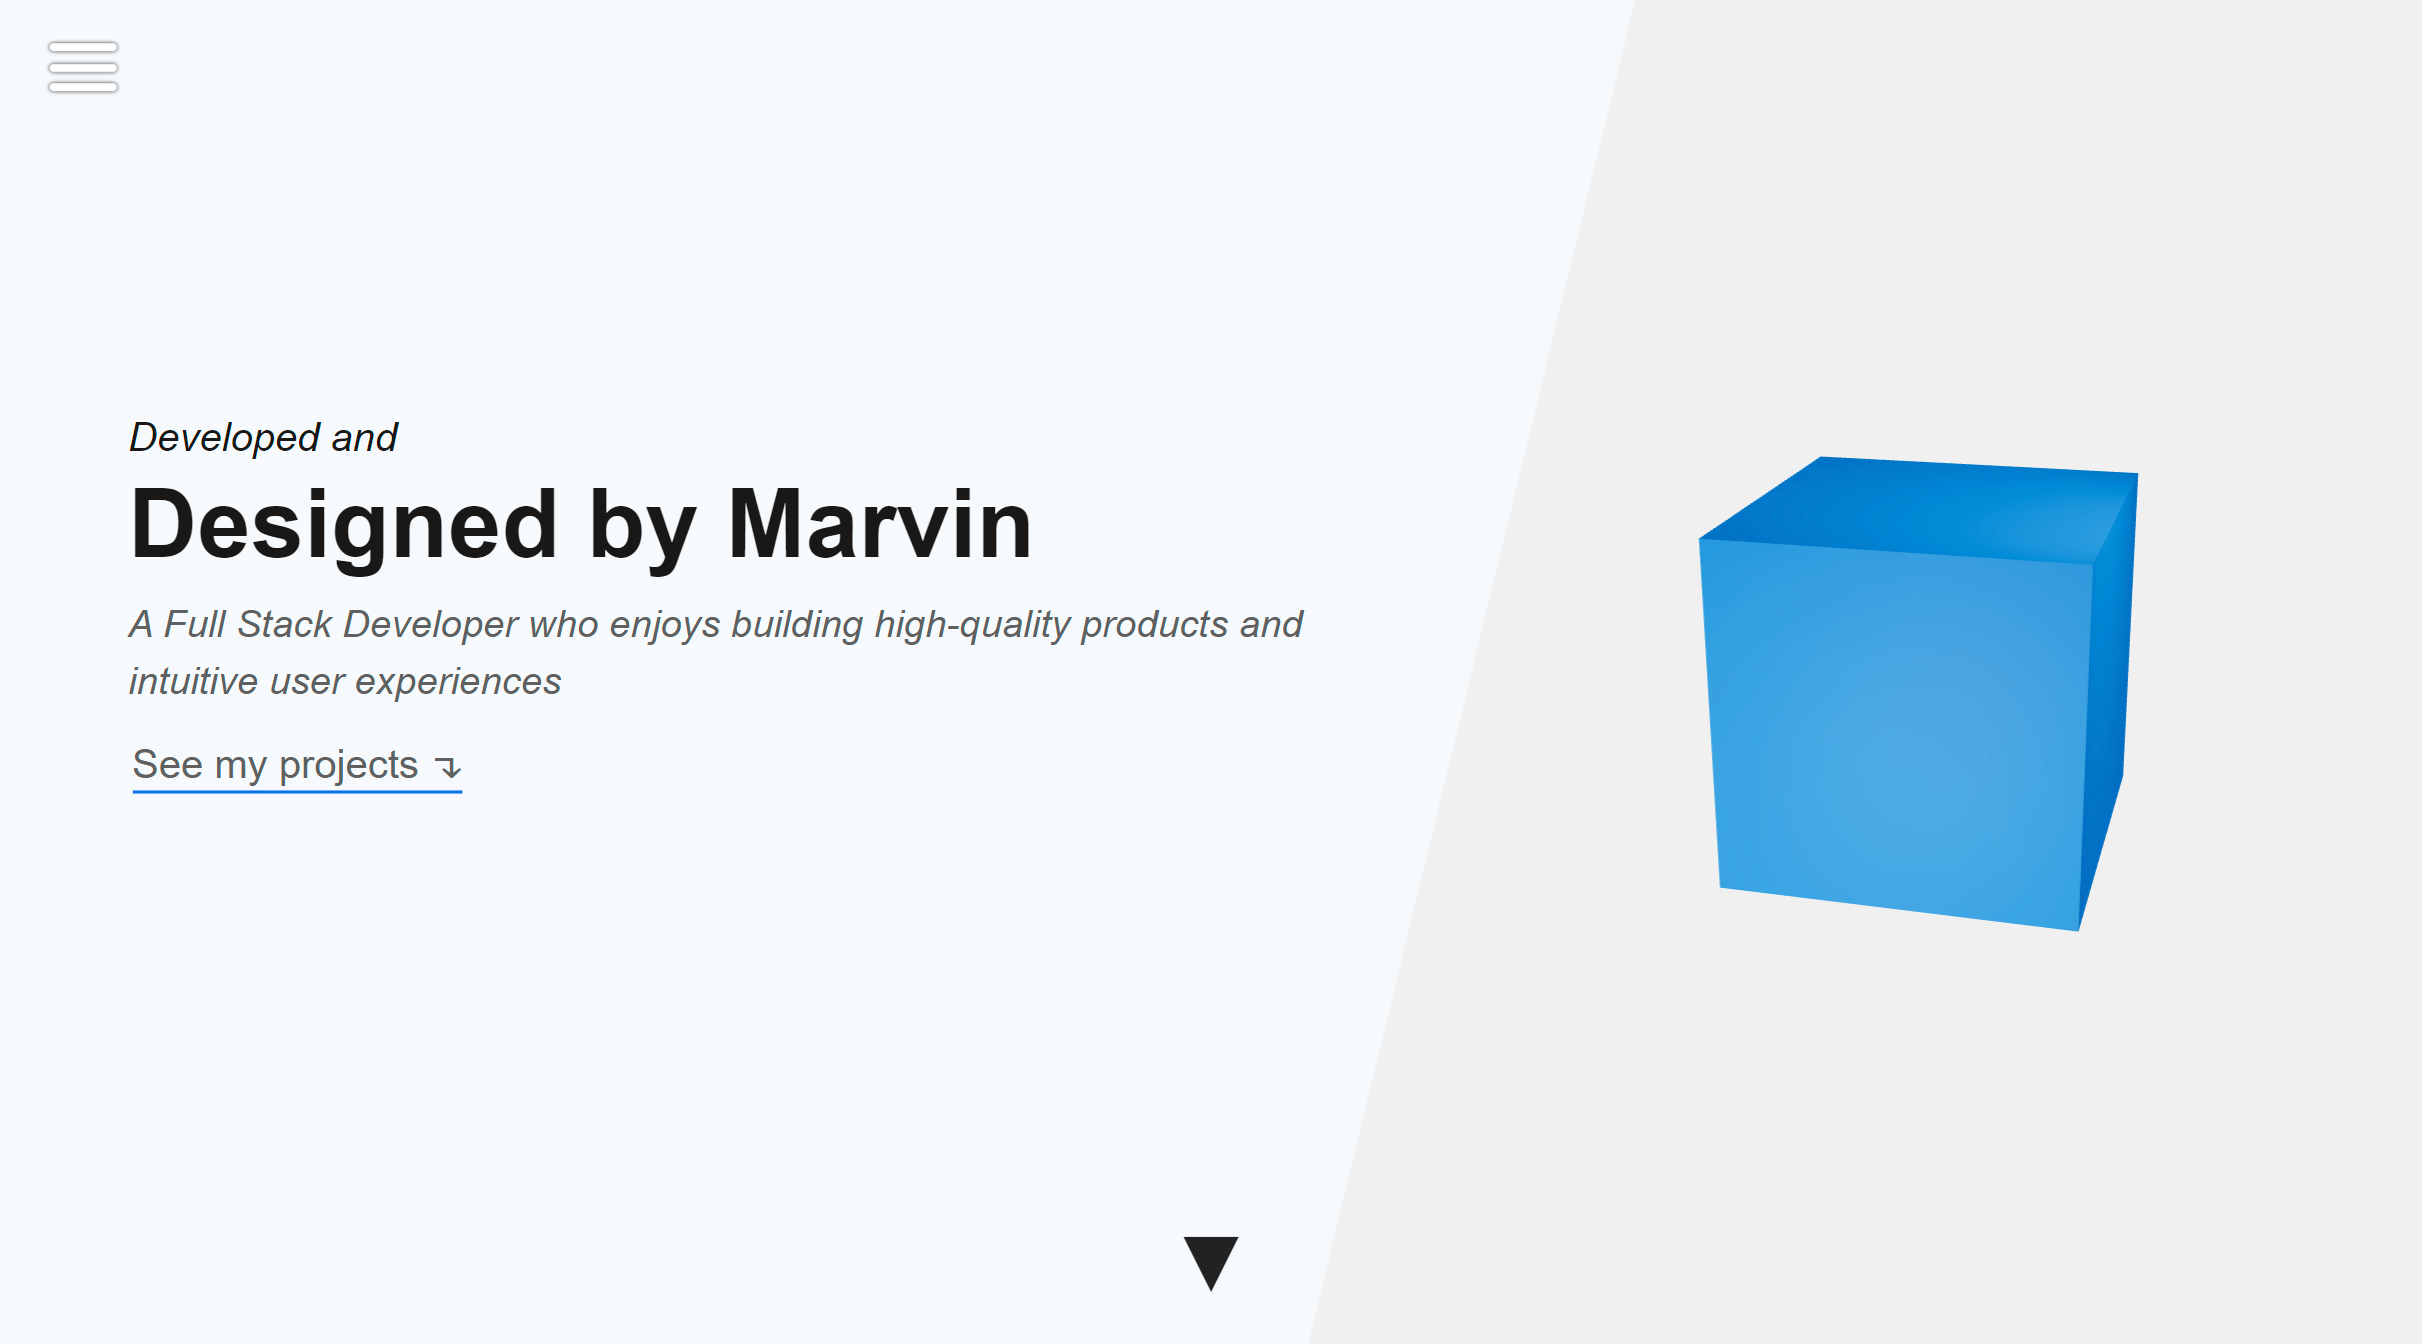 Developed and
Designed by Marvin
A Full Stack Developer who enjoys building high-quality products and
intuitive user experiences
See my projects ↴